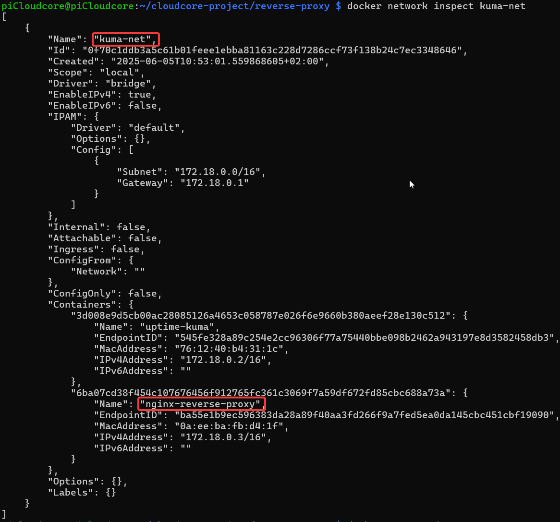 piCloudcore@piCloudcore:~/cloudcore-project/reverse-proxy $ docker network inspect kuma-net
[
    {
        "Name": "kuma-net",
        "Id": "0f701ddb3a5c61b01feee1ebba81163c228d7286ccf73f138b24c7ec3348646",
        "Created": "2025-06-05T10:53:01.559868605+02:00",
        "Scope": "local",
        "Driver": "bridge",
        "EnableIPv4": true,
        "EnableIPv6": false,
        "IPAM": {
            "Driver": "default",
            "Options": {},
            "Config": [
                {
                    "Subnet": "172.18.0.0/16",
                    "Gateway": "172.18.0.1"
                }
            ]
        },
        "Internal": false,
        "Attachable": false,
        "Ingress": false,
        "ConfigFrom": {
            "Network": ""
        },
        "ConfigOnly": false,
        "Containers": {
            "3d008e9d5cb00ac28085126a4653c058787e026f6e9660b380aeef28e130c512": {
                "Name": "uptime-kuma",
                "EndpointID": "545fe328a89c254e2cc96306f77a75440bbe098b2462a943197e8d3582458db3",
                "MacAddress": "76:12:40:b4:31:1c",
                "IPv4Address": "172.18.0.2/16",
                "IPv6Address": ""
            },
            "6ba07cd38f454c107676456f912765fc361c3069f7a59df672fd85cbc688a73a": {
                "Name": "nginx-reverse-proxy",
                "EndpointID": "ba55e1b9ec596383da28a89f40aa3fd266f9a7fed5ea0da145cbc451cbf19090",
                "MacAddress": "0a:ee:ba:fb:d4:1f",
                "IPv4Address": "172.18.0.3/16",
                "IPv6Address": ""
            }
        },
        "Options": {},
        "Labels": {}
    }
]